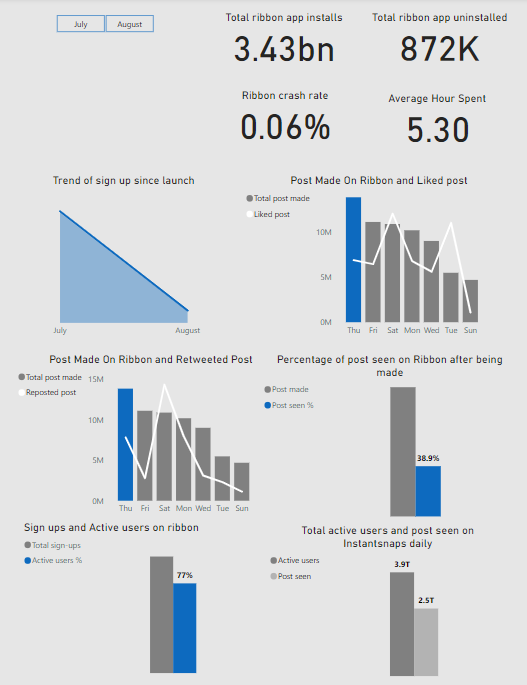 July
August
Total ribbon app installs
Total ribbon app uninstalled
3.43bn
872K
Ribbon crash rate
Average Hour Spent
0.06%
5.30
Trend of sign up since launch
July
August
Post Made On Ribbon and Liked post
Total post made
Liked post
10M
5M
0M
Thu Fri Sat Mon Wed Tue Sun
Post Made On Ribbon and Retweeted Post
Total post made
Reposted post
15M
10M
5M
0M
Thu Fri Sat Mon Wed Tue Sun
Percentage of post seen on Ribbon after being
made
Post made
Post seen %
38.9%
Sign ups and Active users on ribbon
Total sign-ups
Active users %
77%
Total active users and post seen on
Instantsnaps daily
Active users
Post seen
3.9T
2.5T